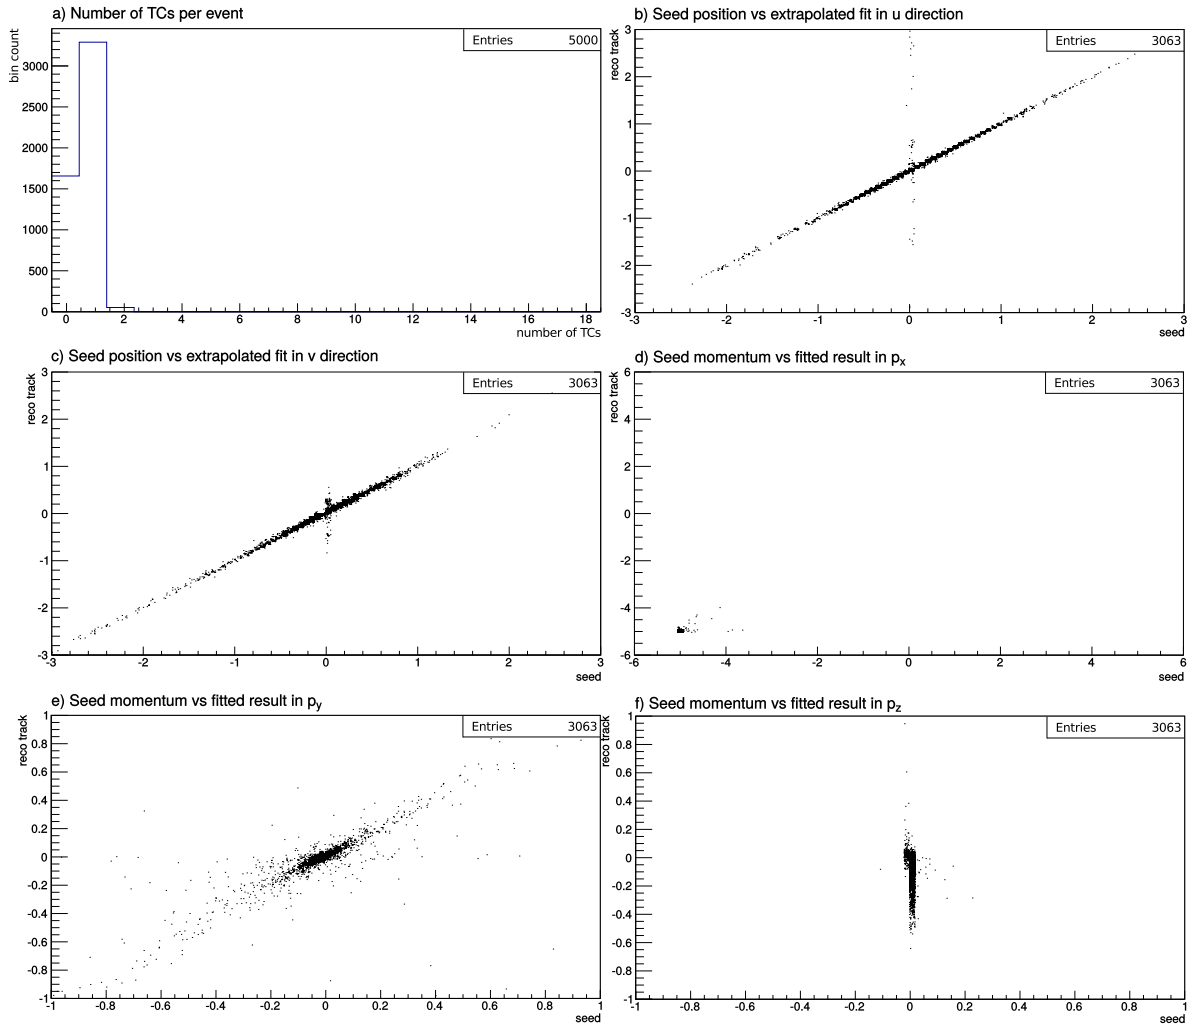 a) Number of TCs per event
bin count
Entries 5000
3000
2500
2000
1500
1000
500
0
0 2 4 6 8 10 12 14 16 18
number of TCs
b) Seed position vs extrapolated fit in u direction
reco track
Entries 3063
3
2
1
0
-1
-2
-3
-3 -2 -1 0 1 2 3
seed
c) Seed position vs extrapolated fit in v direction
reco track
Entries 3063
3
2
1
0
-1
-2
-3
-3 -2 -1 0 1 2 3
seed
d) Seed momentum vs fitted result in px
reco track
Entries 3063
6
4
2
0
-2
-4
-6
-6 -4 -2 0 2 4 6
seed
e) Seed momentum vs fitted result in py
reco track
Entries 3063
1
0.8
0.6
0.4
0.2
0
-0.2
-0.4
-0.6
-0.8
-1
-1 -0.8 -0.6 -0.4 -0.2 0 0.2 0.4 0.6 0.8 1
seed
f) Seed momentum vs fitted result in pz
reco track
Entries 3063
1
0.8
0.6
0.4
0.2
0
-0.2
-0.4
-0.6
-0.8
-1
-1 -0.8 -0.6 -0.4 -0.2 0 0.2 0.4 0.6 0.8 1
seed